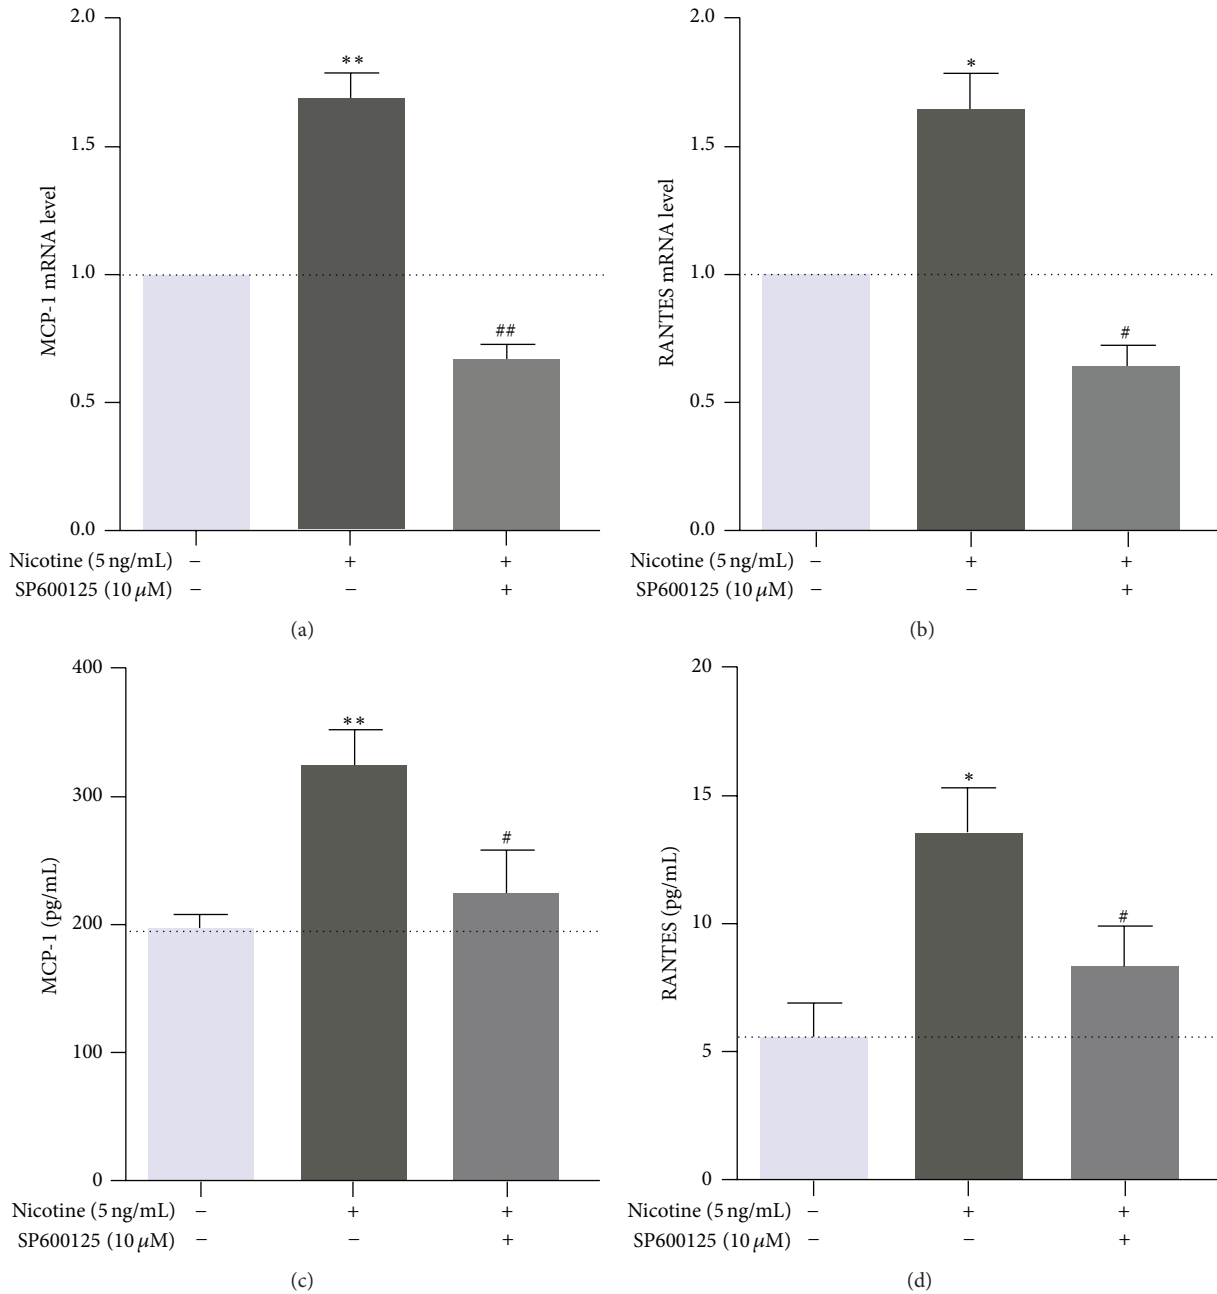 2.0
**
1.5
MCP-1 mRNA level
1.0
##
0.5
0.0
Nicotine (5 ng/mL) − + +
SP600125 (10 μM) − − +
(a)
2.0
*
1.5
RANTES mRNA level
1.0
#
0.5
0.0
Nicotine (5 ng/mL) − + +
SP600125 (10 μM) − − +
(b)
400
**
300
#
MCP-1 (pg/mL)
200
100
0
Nicotine (5 ng/mL) − + +
SP600125 (10 μM) − − +
(c)
20
*
15
RANTES (pg/mL)
10
#
5
0
Nicotine (5 ng/mL) − + +
SP600125 (10 μM) − − +
(d)